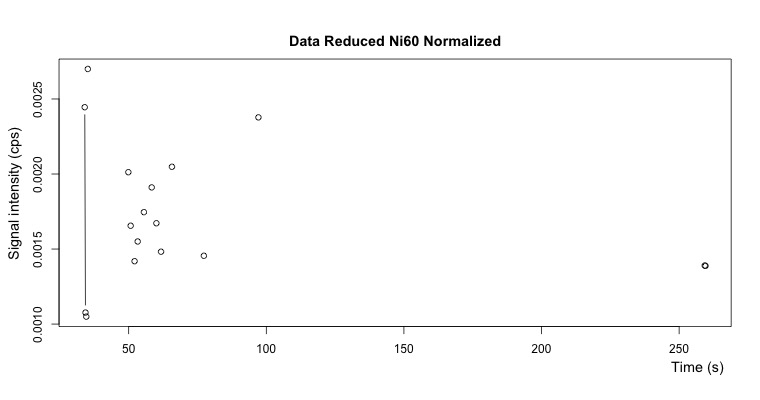 Data Reduced Ni60 Normalized
Signal intensity (cps)
0.0025
0.0020
0.0015
0.0010
50 100 150 200 250
Time (s)